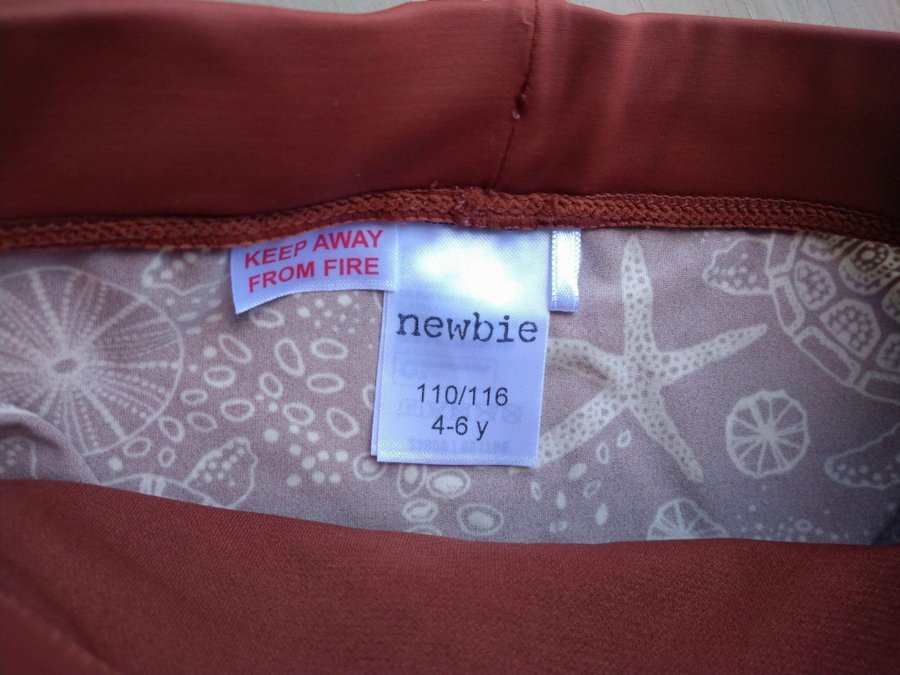 KEEP AWAY
FROM FIRE
newbie
110/116
4-6 y